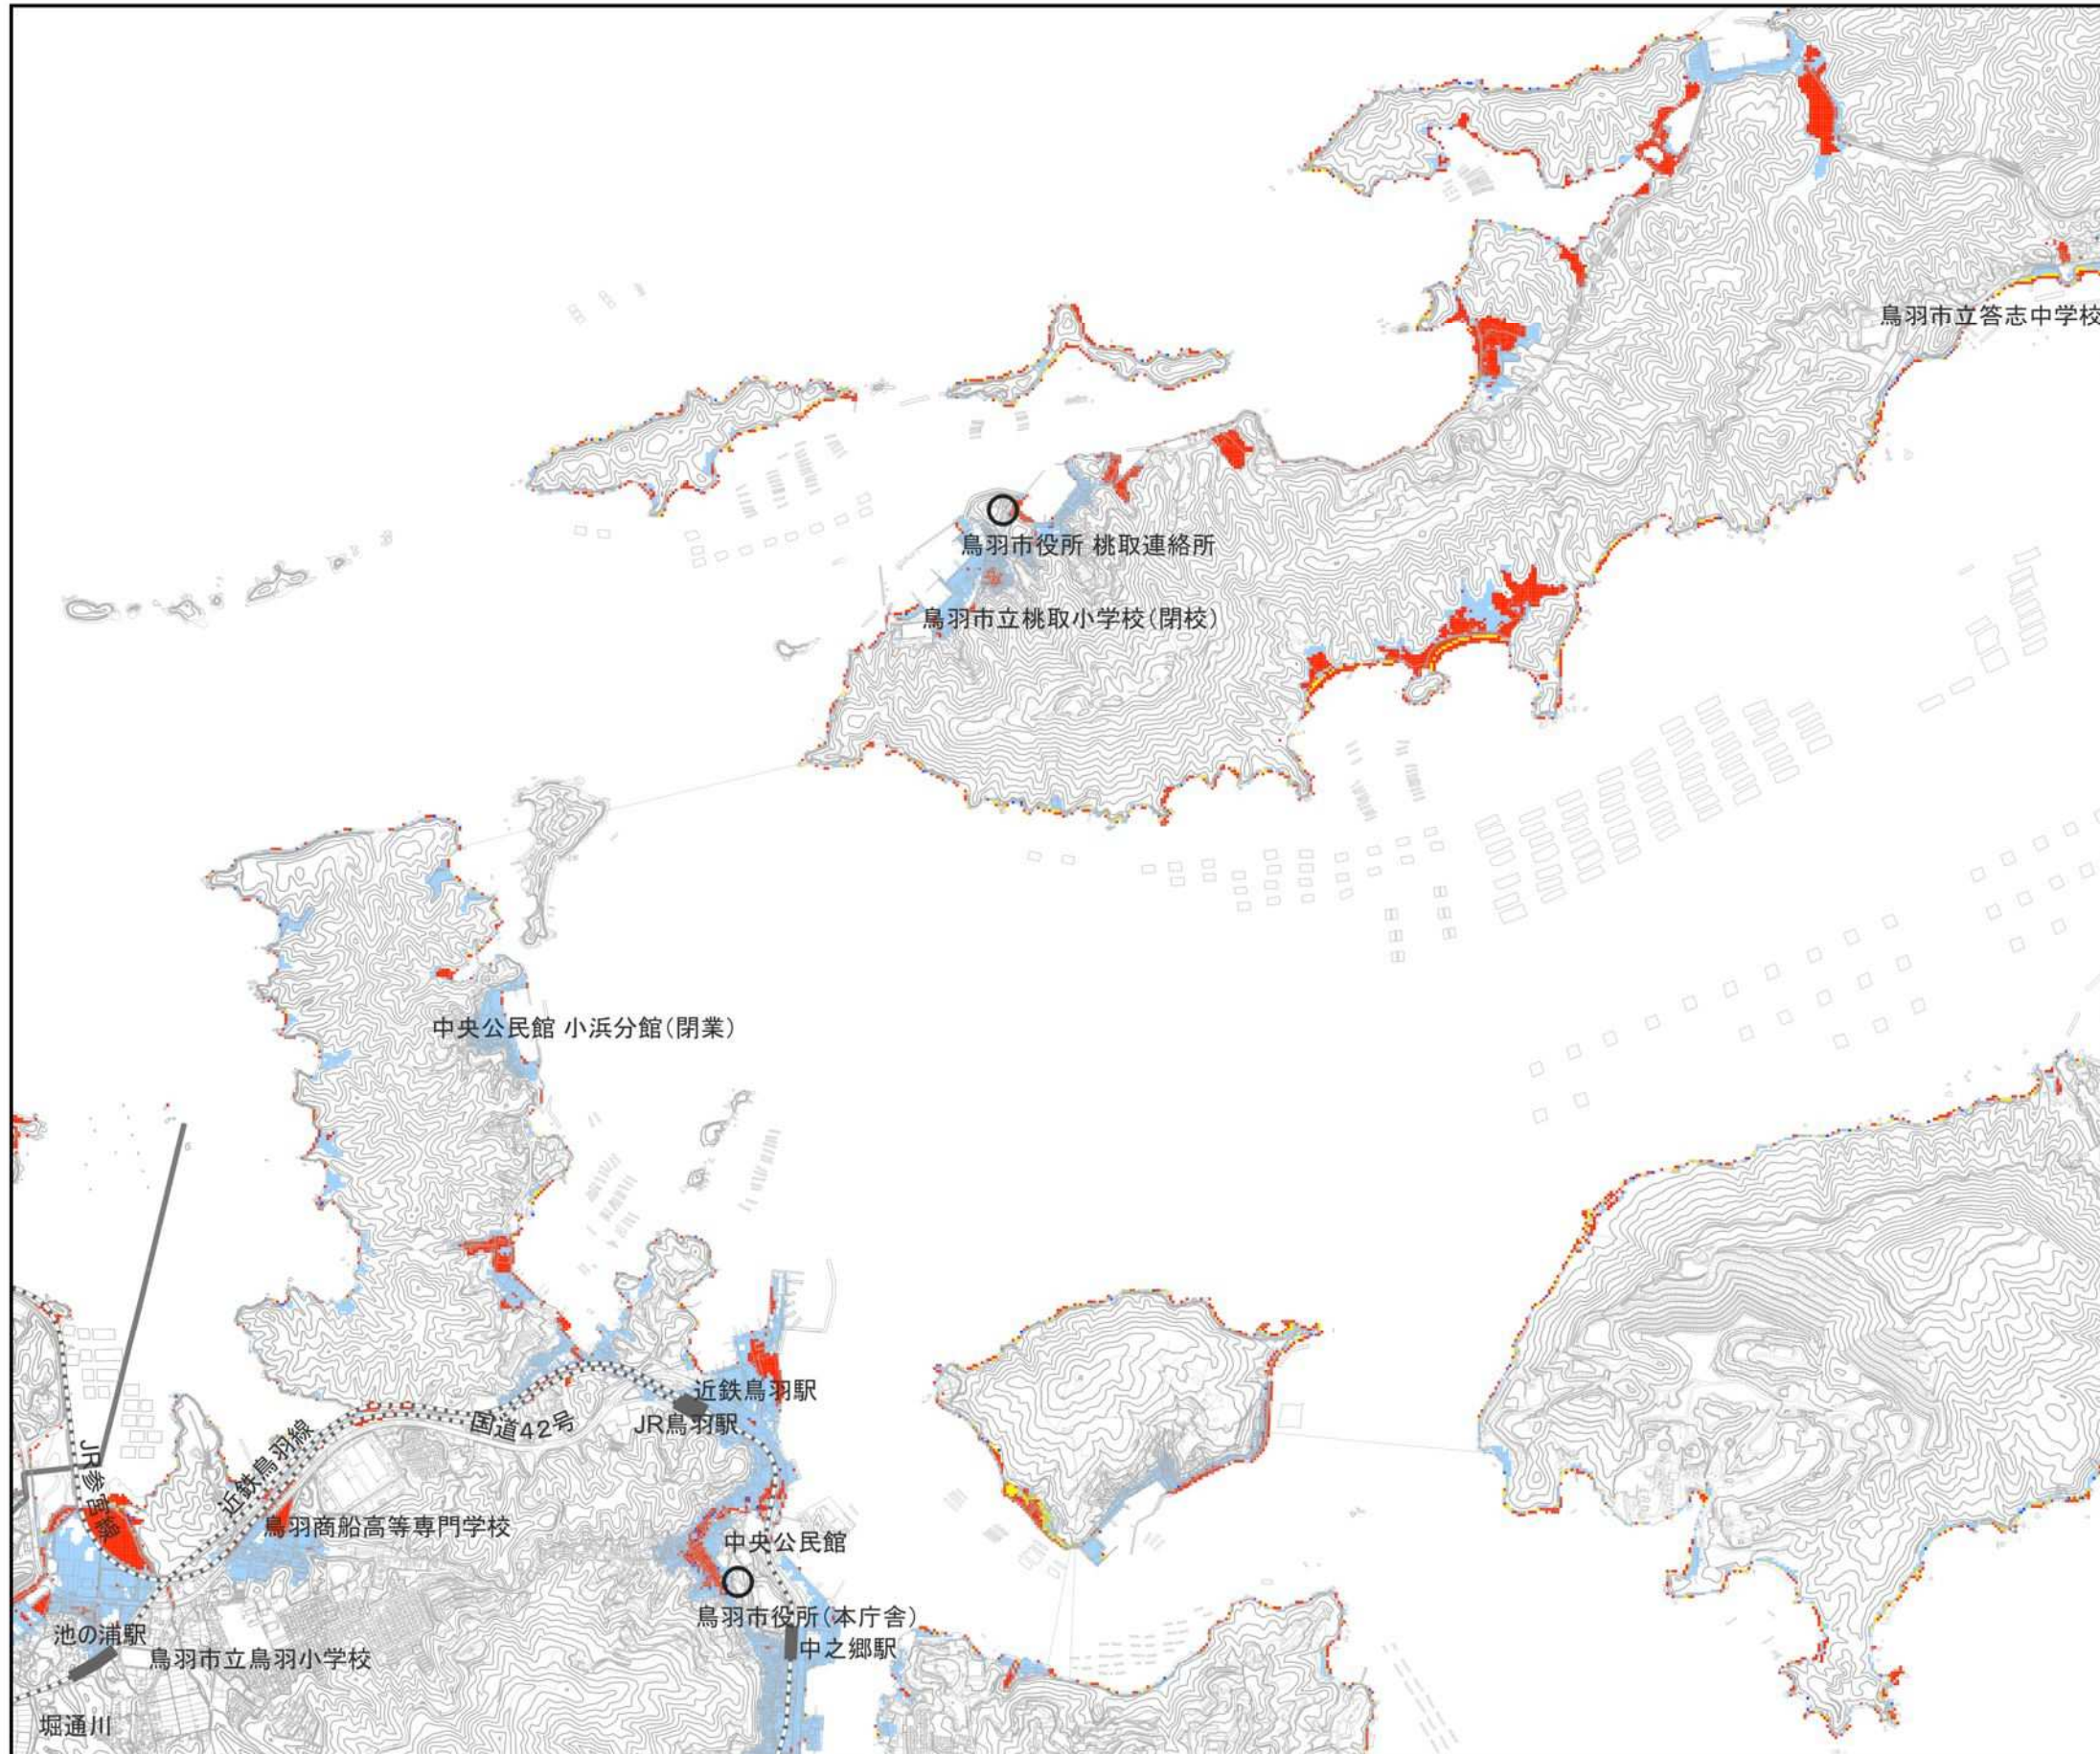 鳥羽市立答志中学校
鳥羽市役所 桃取連絡所
鳥羽市立桃取小学校(閉校)
中央公民館 小浜分館(閉業)
近鉄鳥羽駅
JR鳥羽駅
国道42号
近鉄鳥羽線
JR参宮線
鳥羽商船高等専門学校
中央公民館
鳥羽市役所(本庁舎)
中之郷駅
池の浦駅
鳥羽市立鳥羽小学校
堀通川